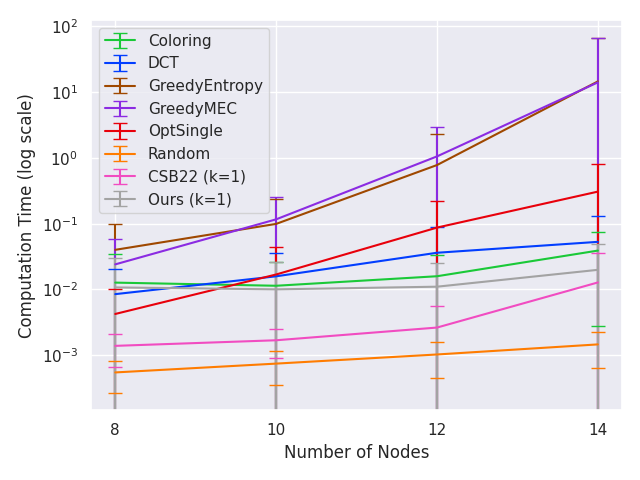 10²
10¹
10⁰
10⁻¹
10⁻²
10⁻³
Computation Time (log scale)
Coloring
DCT
GreedyEntropy
GreedyMEC
OptSingle
Random
CSB22 (k=1)
Ours (k=1)
8
10
12
14
Number of Nodes